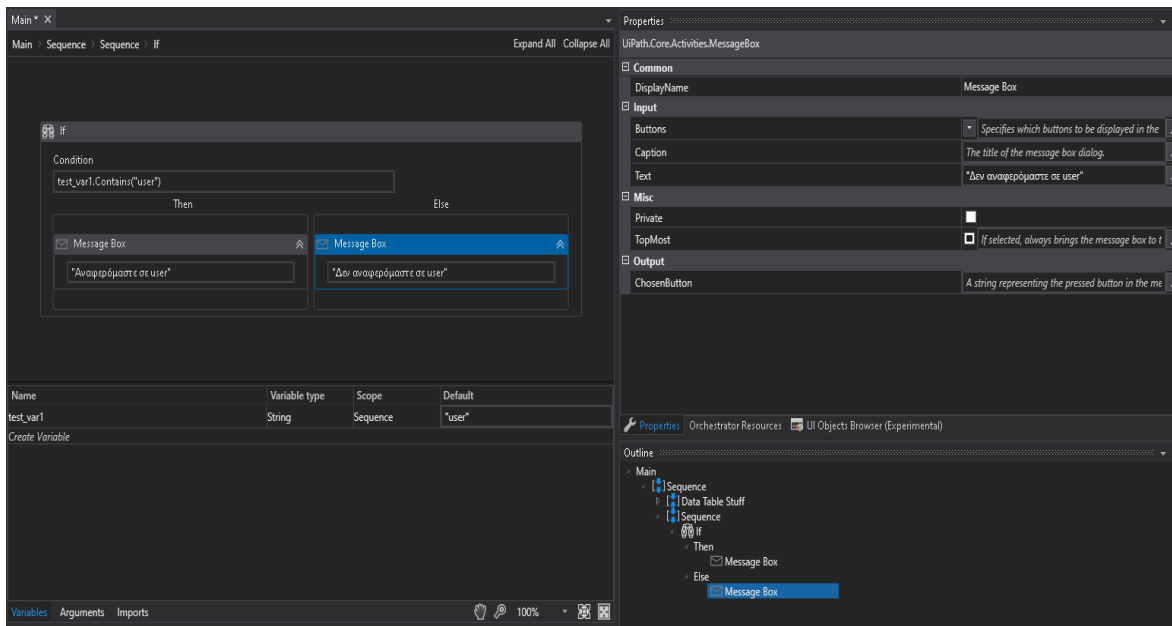 Main * X
Main > Sequence > Sequence > If
Expand All Collapse All
If
Condition
test_var1.Contains("user")
Then
Else
Message Box
Message Box
"Αναφερόμαστε σε user"
"Δεν αναφερόμαστε σε user"
Name Variable type Scope Default
test_var1 String Sequence "user"
Create Variable
Variables Arguments Imports
100%
Properties
UiPath.Core.Activities.MessageBox
Common
DisplayName Message Box
Input
Buttons Specifies which buttons to be displayed in the
Caption The title of the message box dialog.
Text "Δεν αναφερόμαστε σε user"
Misc
Private
TopMost If selected, always brings the message box to t
Output
ChosenButton A string representing the pressed button in the me
Properties Orchestrator Resources UI Objects Browser (Experimental)
Outline
Main
Sequence
Data Table Stuff
Sequence
If
Then
Message Box
Else
Message Box